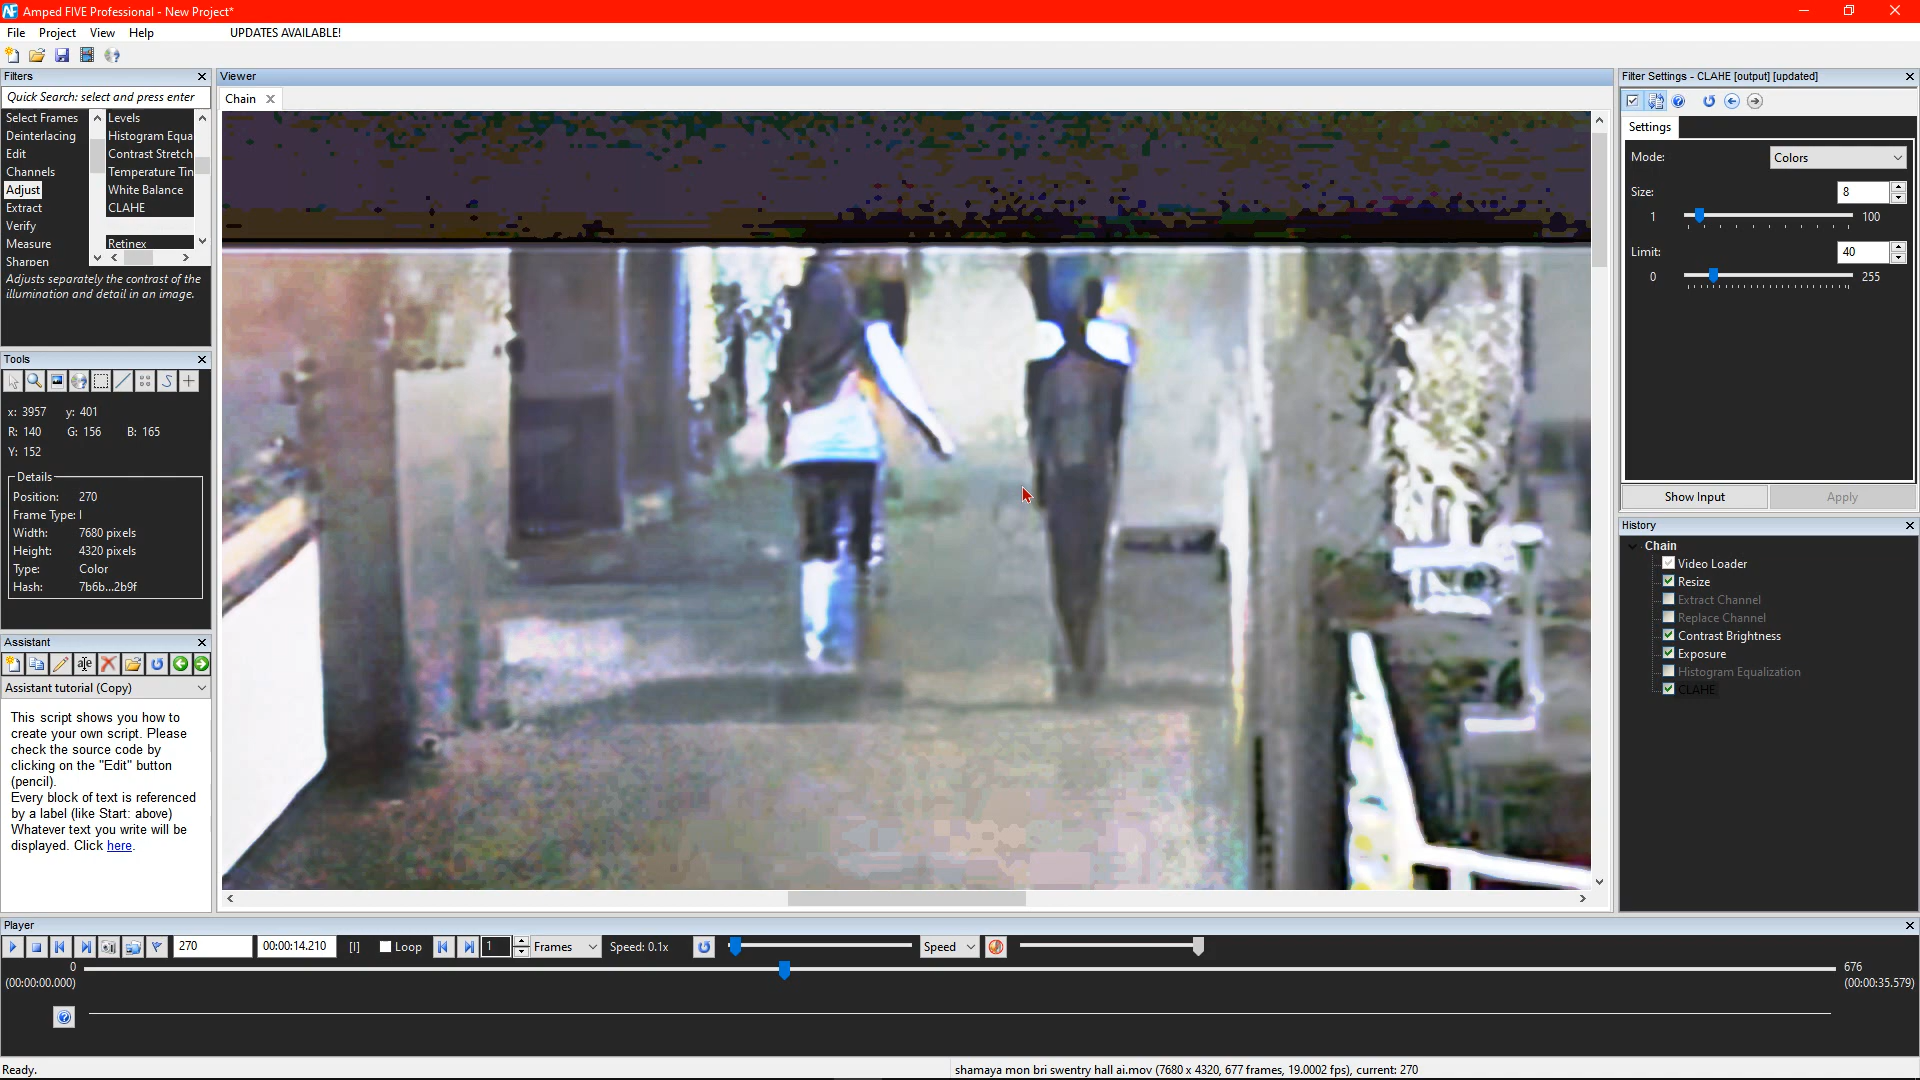 Amped FIVE Professional - New Project*
File Project View Help UPDATES AVAILABLE!
Filters
Quick Search: select and press enter
Select Frames
Deinterlacing
Edit
Channels
Adjust
Extract
Verify
Measure
Sharpen
Levels
Histogram Equa
Contrast Stretch
Temperature Tin
White Balance
CLAHE
Retinex
Adjusts separately the contrast of the
illumination and detail in an image.
Tools
x: 3957 y: 401
R: 140 G: 156 B: 165
Y: 152
Details
Position: 270
Frame Type: I
Width: 7680 pixels
Height: 4320 pixels
Type: Color
Hash: 7b6b...2b9f
Assistant
Assistant tutorial (Copy)
This script shows you how to
create your own script. Please
check the source code by
clicking on the "Edit" button
(pencil).
Every block of text is referenced
by a label (like Start: above)
Whatever text you write will be
displayed. Click here.
Viewer
Chain
Filter Settings - CLAHE [output] [updated]
Settings
Mode: Colors
Size: 8
1 100
Limit: 40
0 255
Show Input Apply
History
Chain
Video Loader
Resize
Extract Channel
Replace Channel
Contrast Brightness
Exposure
Histogram Equalization
CLAHE
Player
270 00:00:14.210 [I] Loop 1 Frames Speed: 0.1x Speed
0 676
(00:00:00.000) (00:00:35.579)
Ready. shamaya mon bri swentry hall ai.mov (7680 x 4320, 677 frames, 19.0002 fps), current: 270